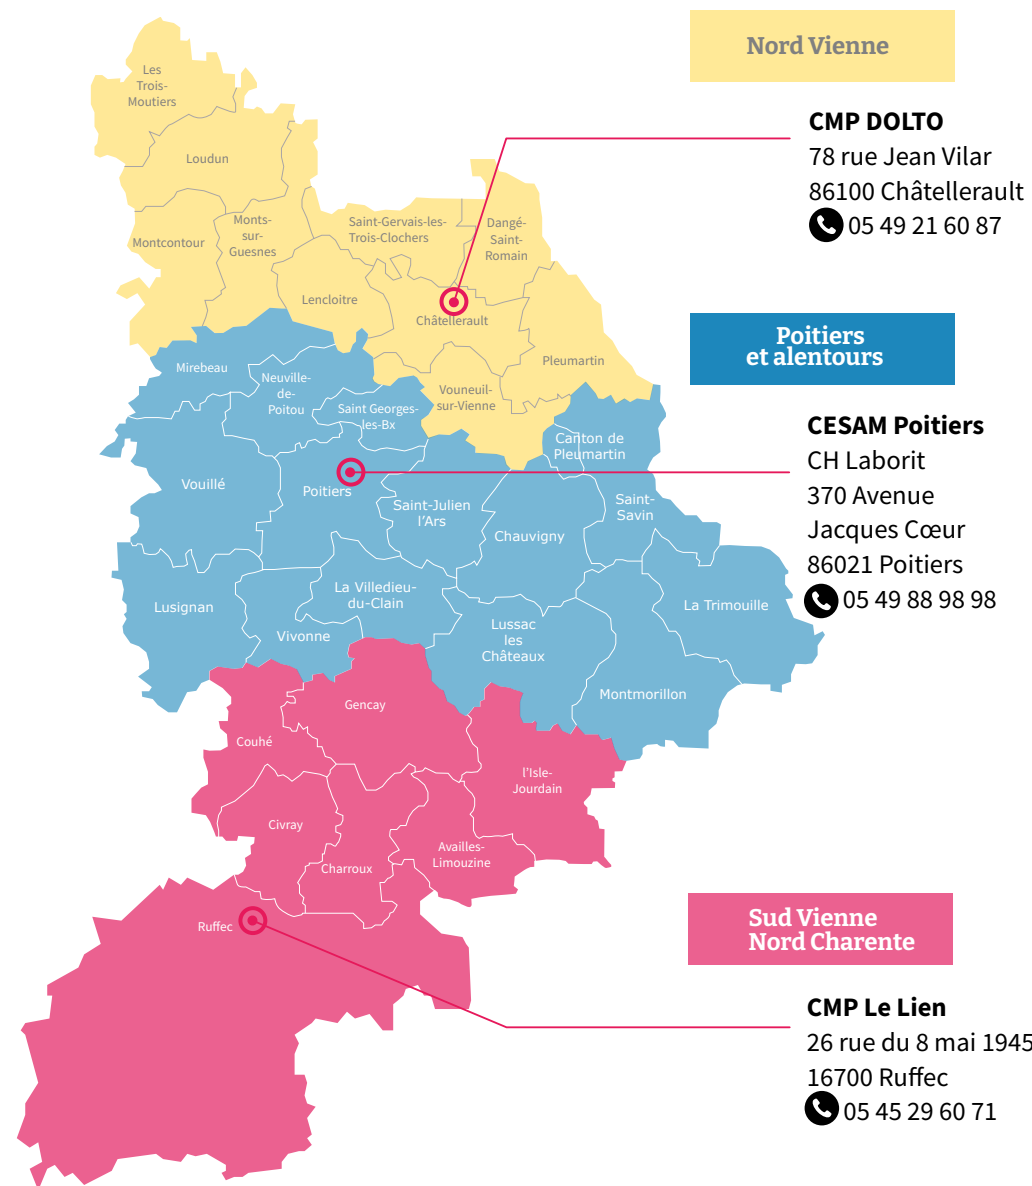 Nord Vienne
CMP DOLTO
78 rue Jean Vilar
86100 Châtellerault
05 49 21 60 87
Poitiers
et alentours
CESAM Poitiers
CH Laborit
370 Avenue
Jacques Cœur
86021 Poitiers
05 49 88 98 98
Sud Vienne
Nord Charente
CMP Le Lien
26 rue du 8 mai 1945
16700 Ruffec
05 45 29 60 71
Les
Trois-
Moutiers
Loudun
Montcontour
Monts-
sur-
Guesnes
Saint-Gervais-les-
Trois-Clochers
Dangé-
Saint-
Romain
Lencloitre
Châtellerault
Pleumartin
Vouneuil-
sur-Vienne
Mirebeau
Neuville-
de-
Poitou
Saint Georges-
les-Bx
Canton de
Pleumartin
Vouillé
Poitiers
Saint-Julien
l'Ars
Chauvigny
Saint-
Savin
Lusignan
La Villedieu-
du-Clain
La Trimouille
Vivonne
Lussac
les
Châteaux
Montmorillon
Gencay
Couhé
l'Isle-
Jourdain
Civray
Charroux
Availles-
Limouzine
Ruffec